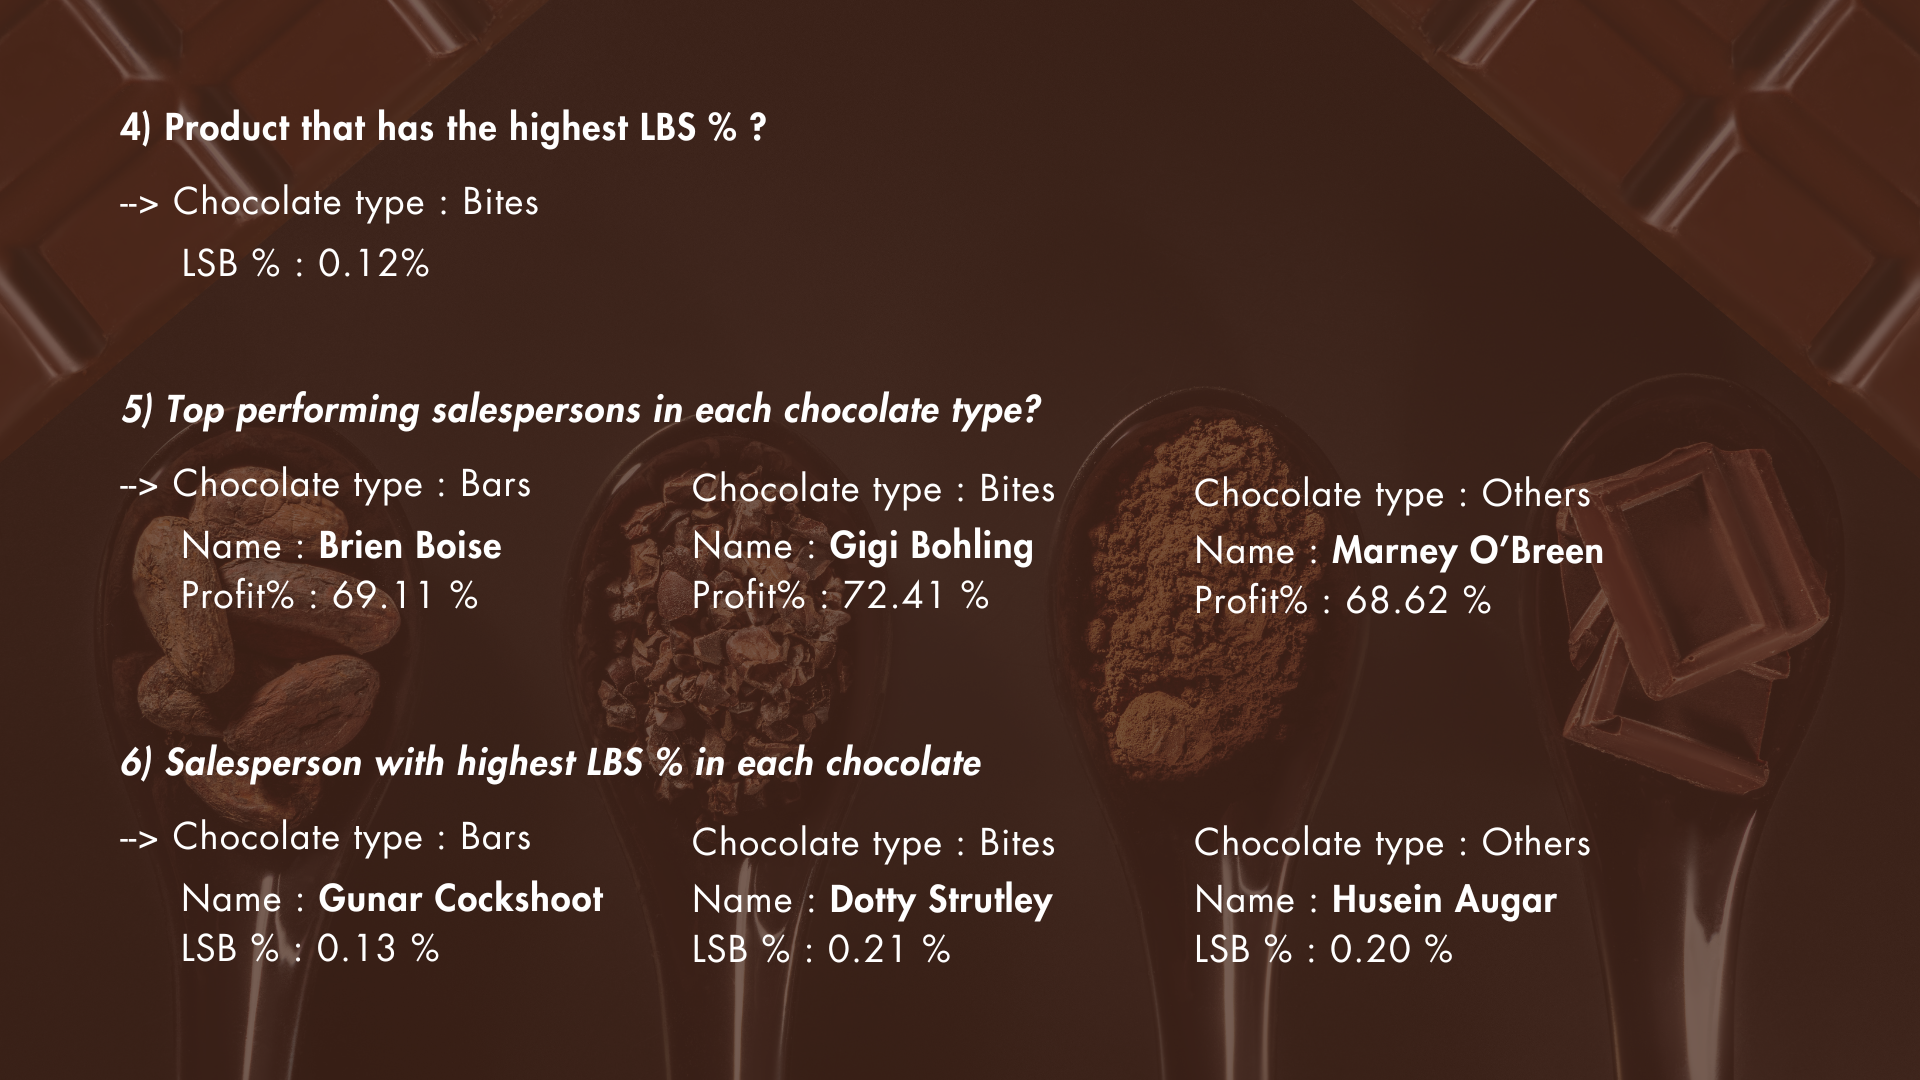 4) Product that has the highest LBS % ?
--> Chocolate type : Bites
LSB % : 0.12%
5) Top performing salespersons in each chocolate type?
--> Chocolate type : Bars
Name : Brien Boise
Profit% : 69.11 %
Chocolate type : Bites
Name : Gigi Bohling
Profit% : 72.41 %
Chocolate type : Others
Name : Marney O’Breen
Profit% : 68.62 %
6) Salesperson with highest LBS % in each chocolate
--> Chocolate type : Bars
Name : Gunar Cockshoot
LSB % : 0.13 %
Chocolate type : Bites
Name : Dotty Strutley
LSB % : 0.21 %
Chocolate type : Others
Name : Husein Augar
LSB % : 0.20 %